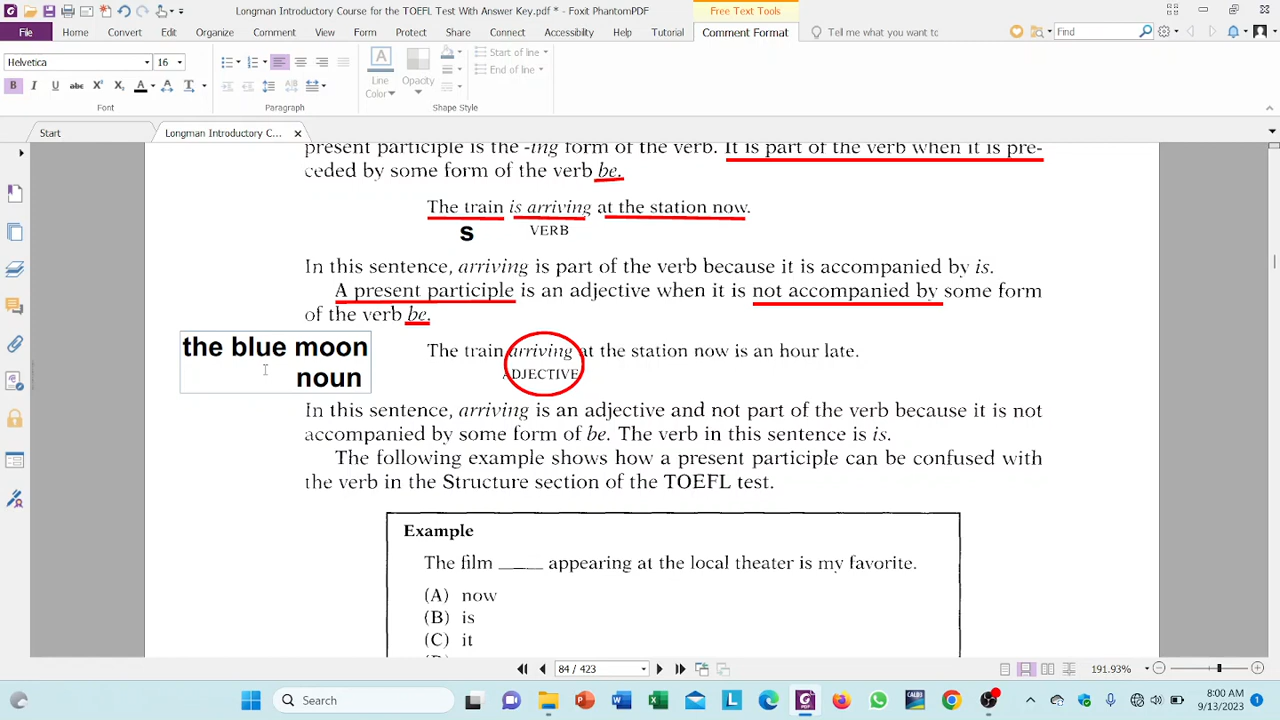 Longman Introductory Course for the TOEFL Test With Answer Key.pdf * - Foxit PhantomPDF
Free Text Tools
File Home Convert Edit Organize Comment View Form Protect Share Connect Accessibility Help Tutorial Comment Format Tell me what you want to Find
Helvetica 16 Start of line
End of line
B I U abc X² X₂ A T
Line Color Opacity
Font Paragraph Shape Style
Start Longman Introductory C...
present participle is the -ing form of the verb. It is part of the verb when it is pre-
ceded by some form of the verb be.
The train is arriving at the station now.
S VERB
In this sentence, arriving is part of the verb because it is accompanied by is.
A present participle is an adjective when it is not accompanied by some form
of the verb be.
the blue moon
noun
The train arriving at the station now is an hour late.
ADJECTIVE
In this sentence, arriving is an adjective and not part of the verb because it is not
accompanied by some form of be. The verb in this sentence is is.
The following example shows how a present participle can be confused with
the verb in the Structure section of the TOEFL test.
Example
The film ____ appearing at the local theater is my favorite.
(A) now
(B) is
(C) it
84 / 423
191.93%
Search
8:00 AM
9/13/2023